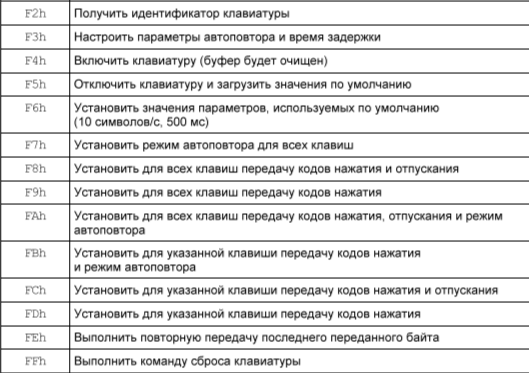 F2h Получить идентификатор клавиатуры
F3h Настроить параметры автоповтора и время задержки
F4h Включить клавиатуру (буфер будет очищен)
F5h Отключить клавиатуру и загрузить значения по умолчанию
F6h Установить значения параметров, используемых по умолчанию
(10 символов/с, 500 мс)
F7h Установить режим автоповтора для всех клавиш
F8h Установить для всех клавиш передачу кодов нажатия и отпускания
F9h Установить для всех клавиш передачу кодов нажатия
FAh Установить для всех клавиш передачу кодов нажатия, отпускания и режим
автоповтора
FBh Установить для указанной клавиши передачу кодов нажатия
и режим автоповтора
FCh Установить для указанной клавиши передачу кодов нажатия и отпускания
FDh Установить для указанной клавиши передачу кодов нажатия
FEh Выполнить повторную передачу последнего переданного байта
FFh Выполнить команду сброса клавиатуры